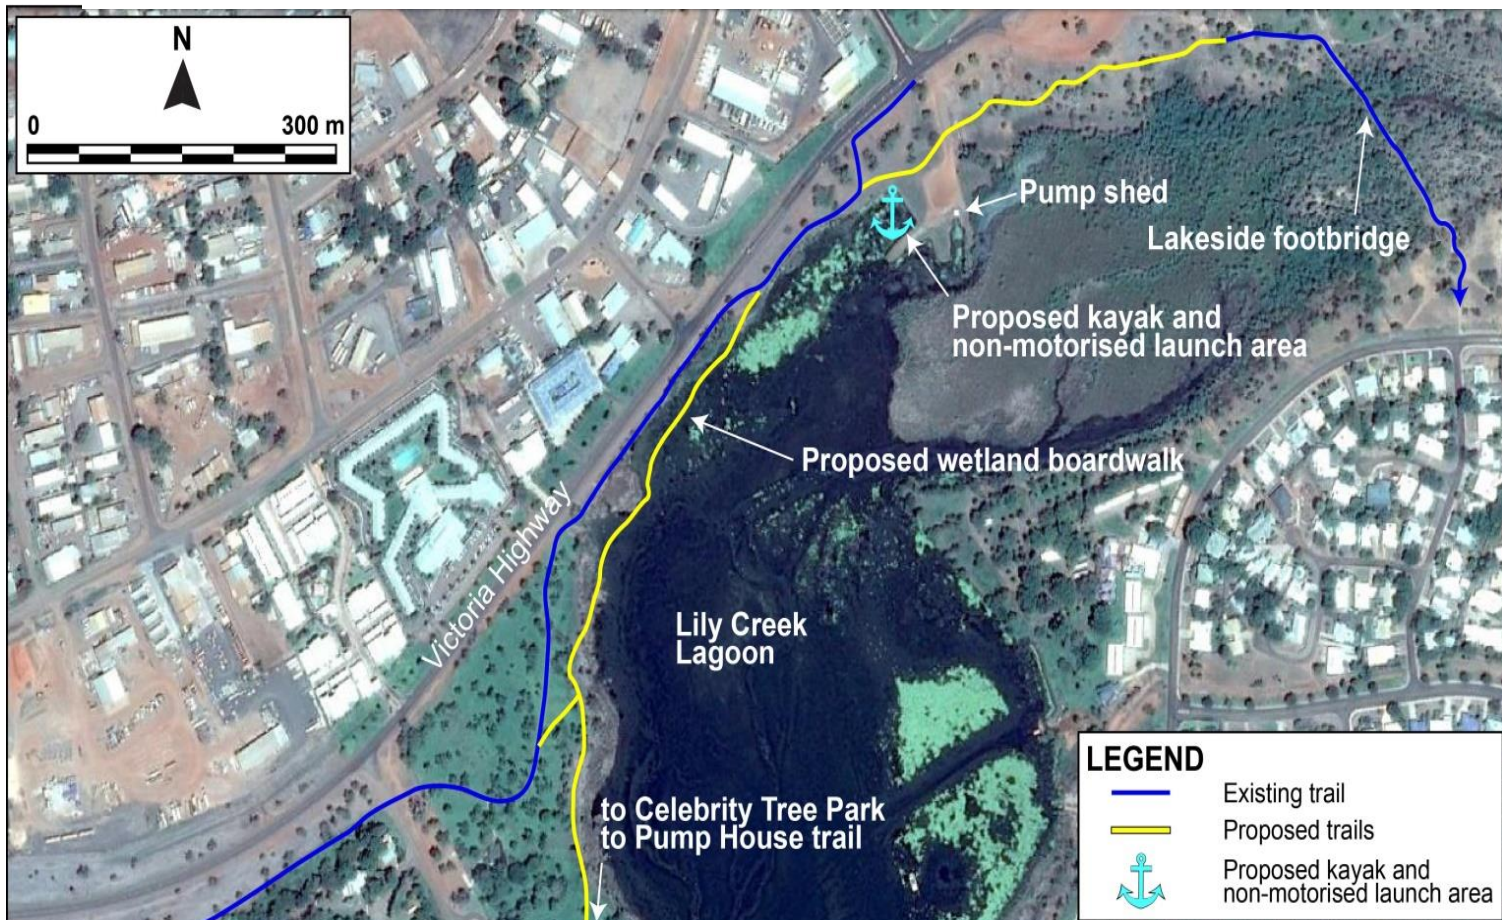 N
0 300 m
Pump shed
Lakeside footbridge
Proposed kayak and
non-motorised launch area
Proposed wetland boardwalk
Victoria Highway
Lily Creek
Lagoon
to Celebrity Tree Park
to Pump House trail
LEGEND
Existing trail
Proposed trails
Proposed kayak and
non-motorised launch area